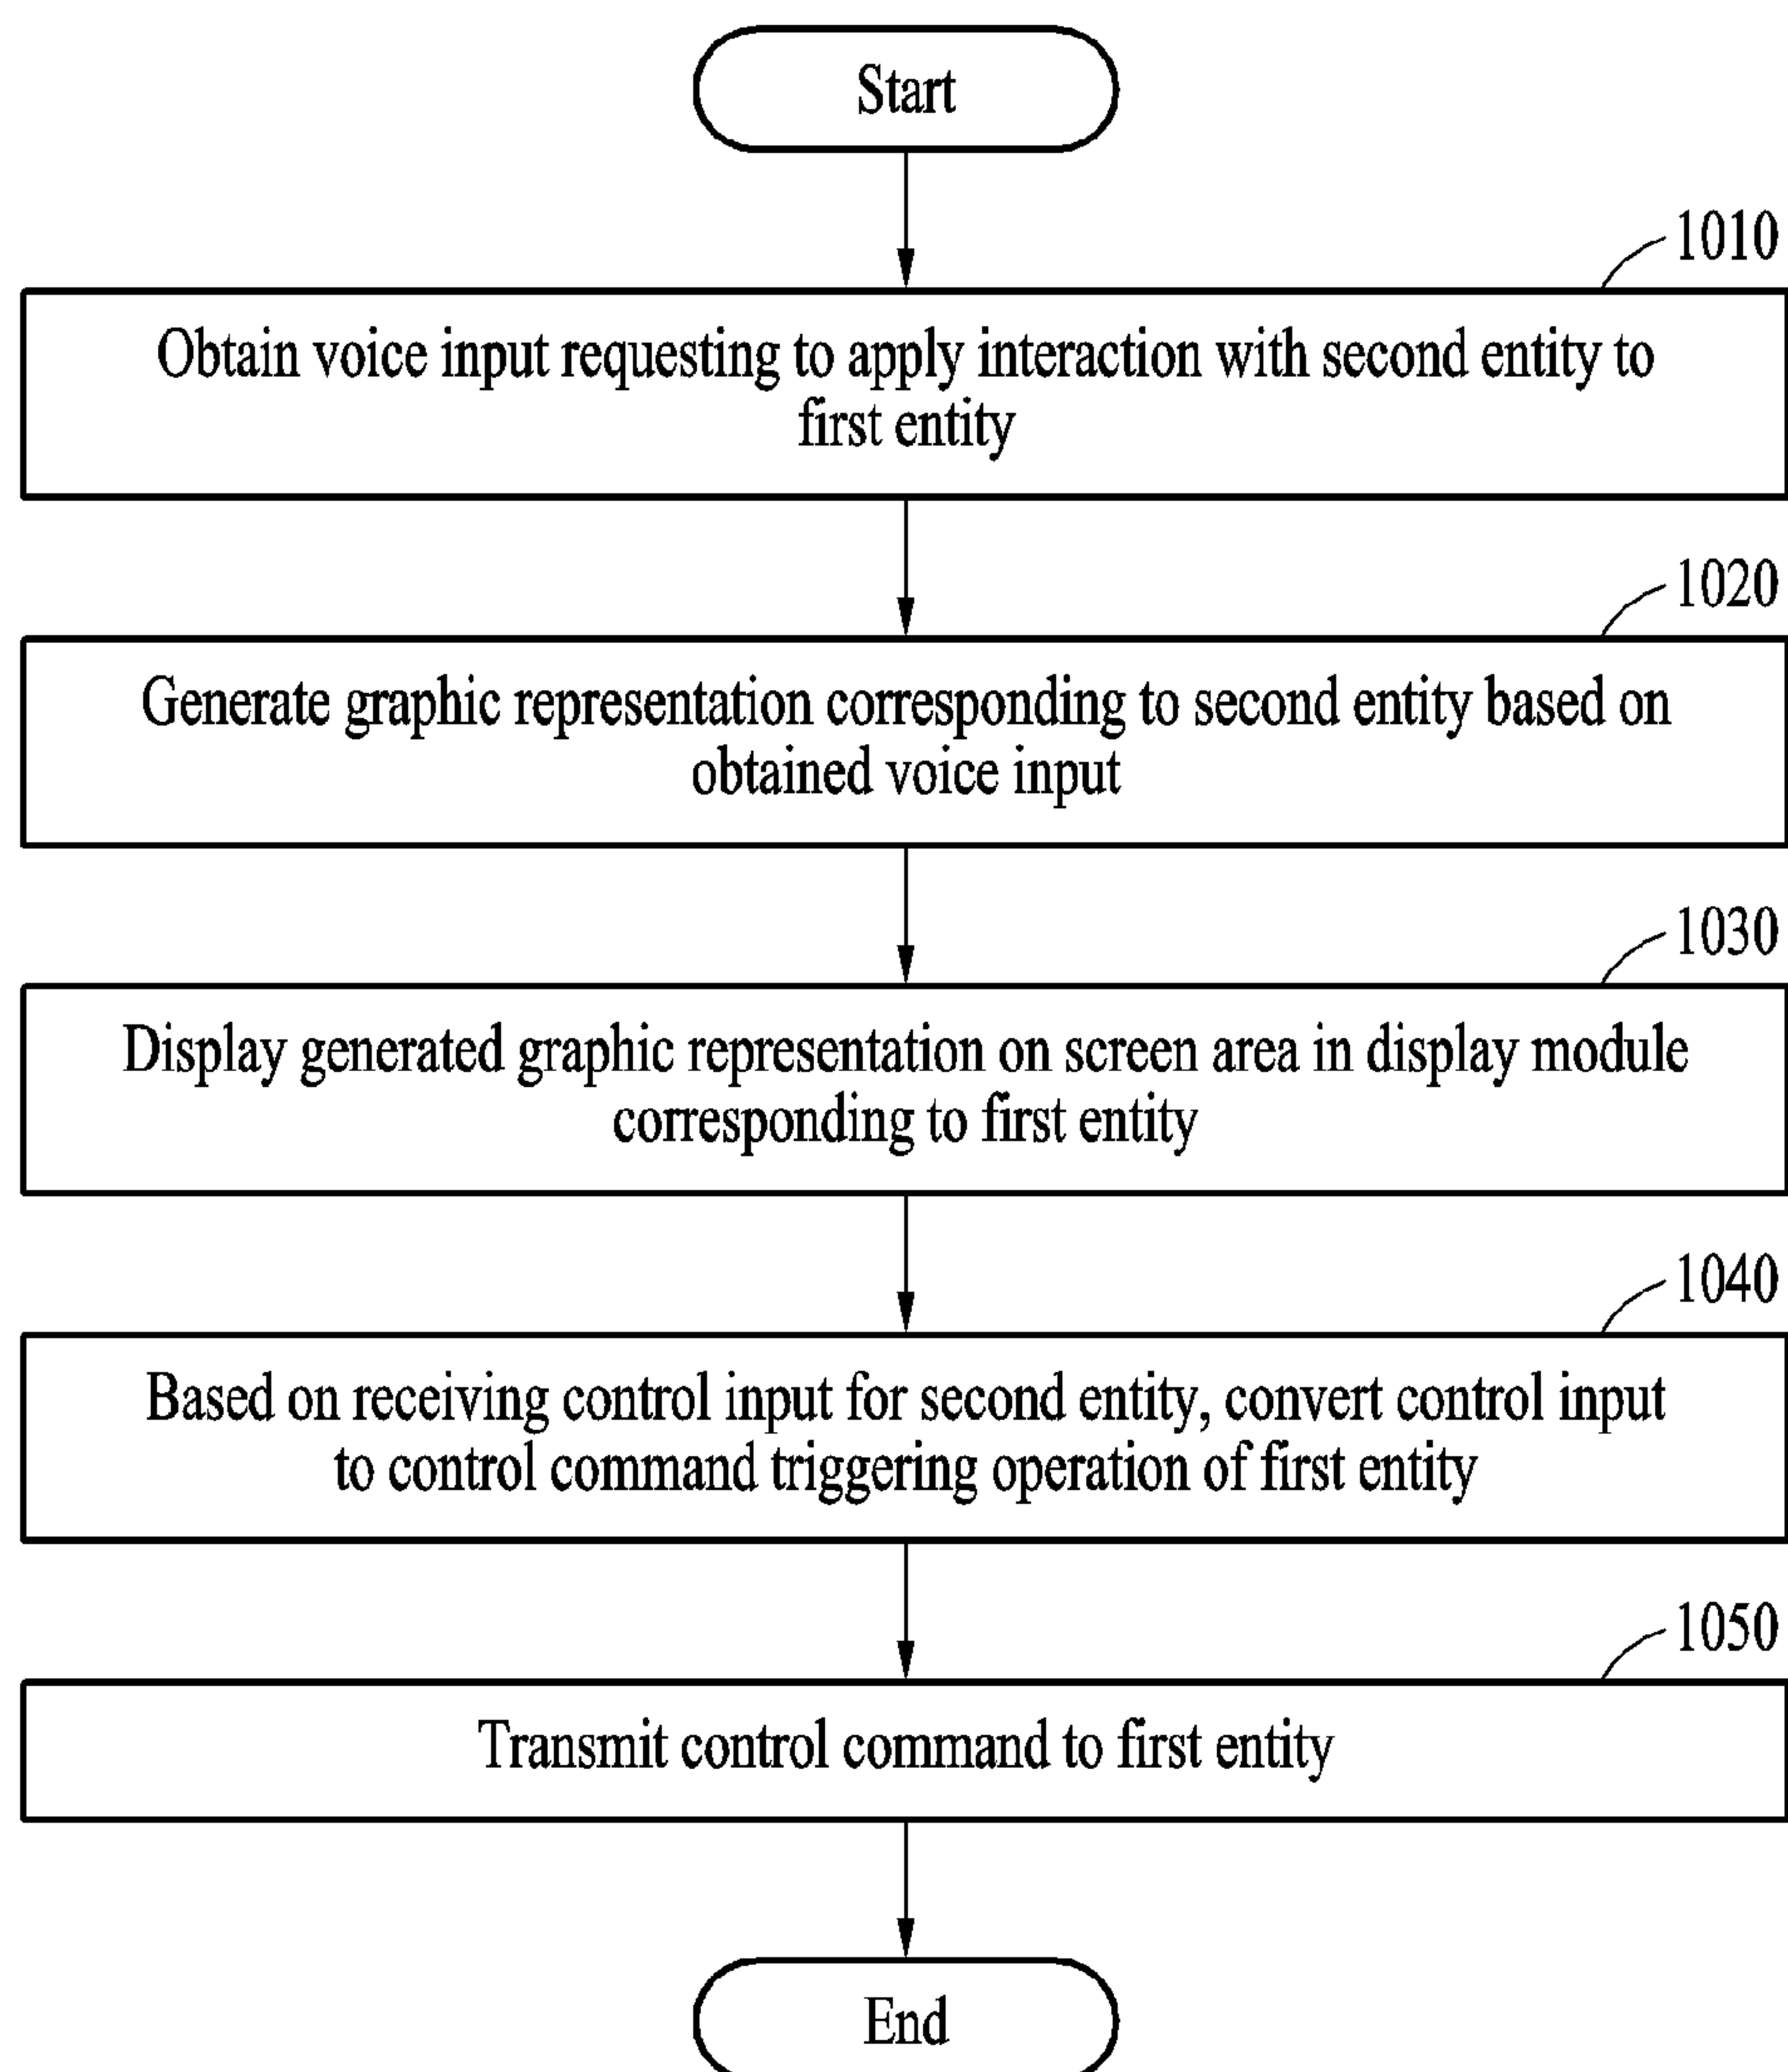 Start
1010
Obtain voice input requesting to apply interaction with second entity to
first entity
1020
Generate graphic representation corresponding to second entity based on
obtained voice input
1030
Display generated graphic representation on screen area in display module
corresponding to first entity
1040
Based on receiving control input for second entity, convert control input
to control command triggering operation of first entity
1050
Transmit control command to first entity
End